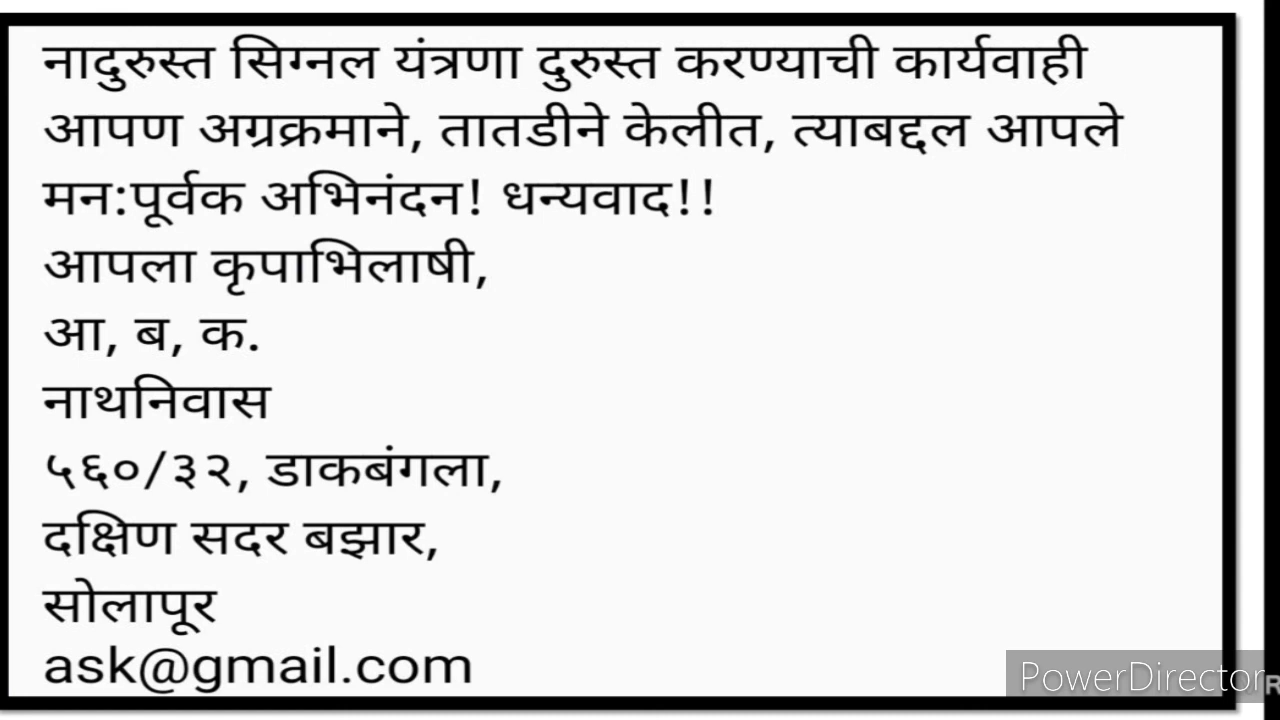 नादुरुस्त सिग्नल यंत्रणा दुरुस्त करण्याची कार्यवाही
आपण अग्रक्रमाने, तातडीने केलीत, त्याबद्दल आपले
मन:पूर्वक अभिनंदन! धन्यवाद!!
आपला कृपाभिलाषी,
आ, ब, क.
नाथनिवास
५६०/३२, डाकबंगला,
दक्षिण सदर बझार,
सोलापूर
ask@gmail.com
PowerDirector